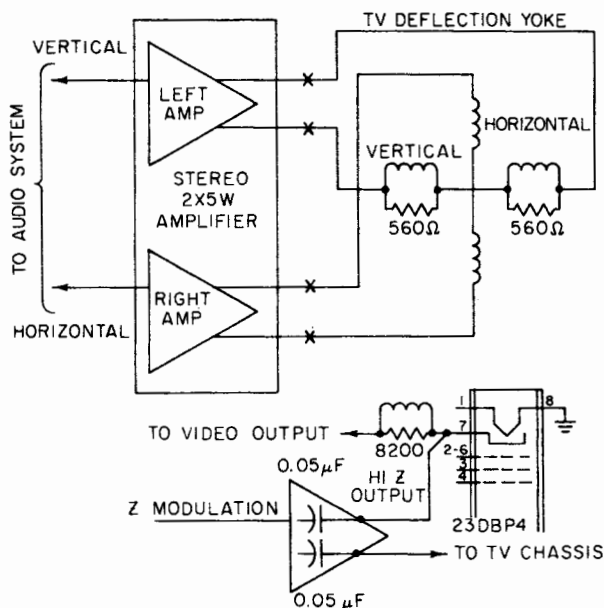 TV DEFLECTION YOKE
VERTICAL
LEFT
AMP
HORIZONTAL
TO AUDIO SYSTEM
VERTICAL
STEREO
2X5W
AMPLIFIER
560Ω
560Ω
RIGHT
AMP
HORIZONTAL
1
8
7
TO VIDEO OUTPUT
8200
2-6
3
4
0.05µF
HI Z
OUTPUT
Z MODULATION
23DBP4
TO TV CHASSIS
0.05µF